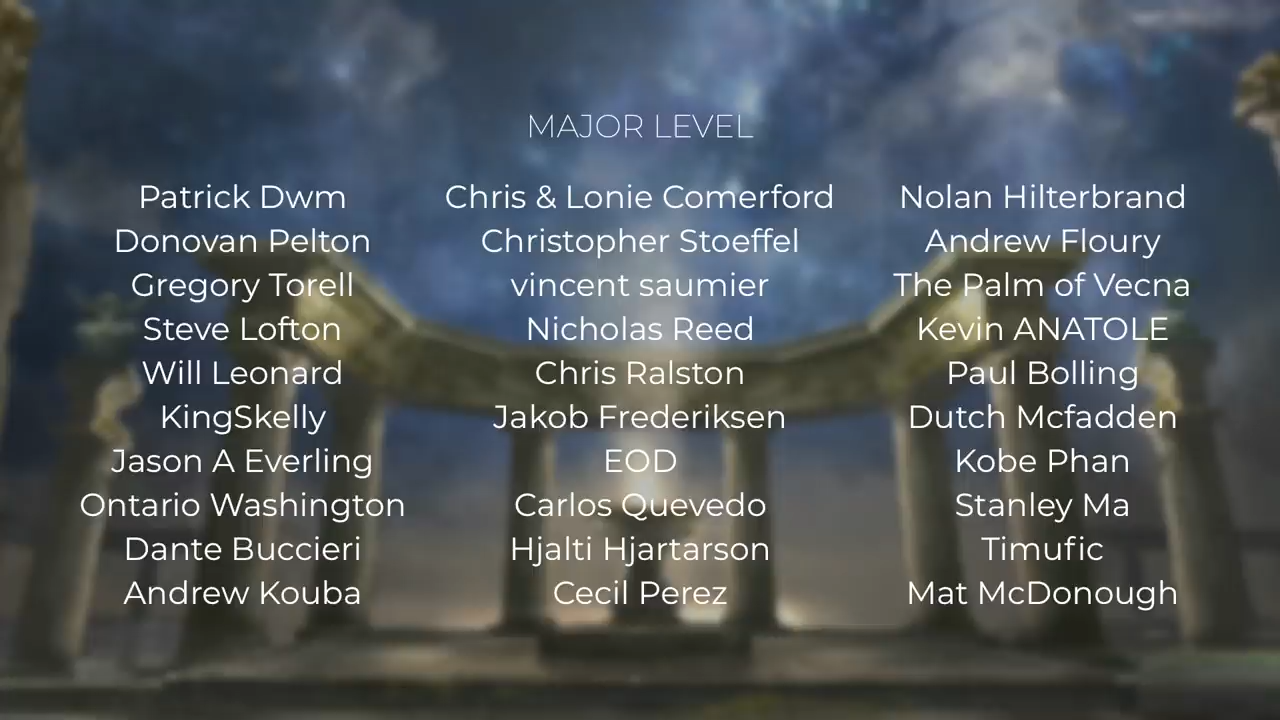 MAJOR LEVEL
Patrick Dwm
Donovan Pelton
Gregory Torell
Steve Lofton
Will Leonard
KingSkelly
Jason A Everling
Ontario Washington
Dante Buccieri
Andrew Kouba
Chris & Lonie Comerford
Christopher Stoeffel
vincent saumier
Nicholas Reed
Chris Ralston
Jakob Frederiksen
EOD
Carlos Quevedo
Hjalti Hjartarson
Cecil Perez
Nolan Hilterbrand
Andrew Floury
The Palm of Vecna
Kevin ANATOLE
Paul Bolling
Dutch Mcfadden
Kobe Phan
Stanley Ma
Timufic
Mat McDonough